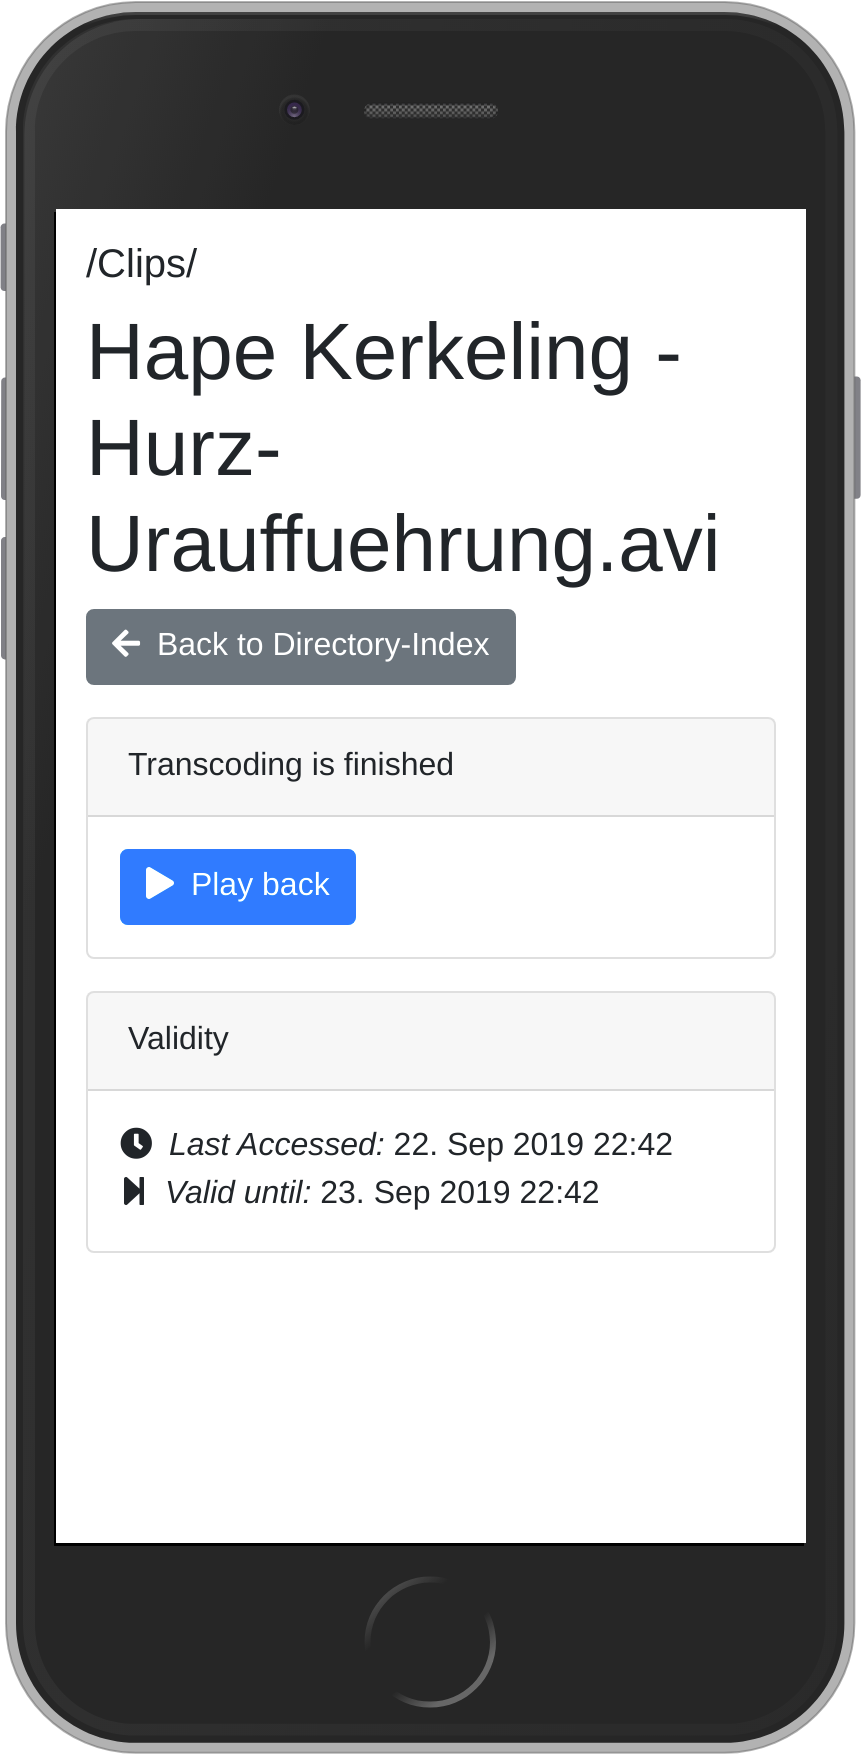 /Clips/
Hape Kerkeling -
Hurz-
Urauffuehrung.avi
Back to Directory-Index
Transcoding is finished
Play back
Validity
Last Accessed: 22. Sep 2019 22:42
Valid until: 23. Sep 2019 22:42